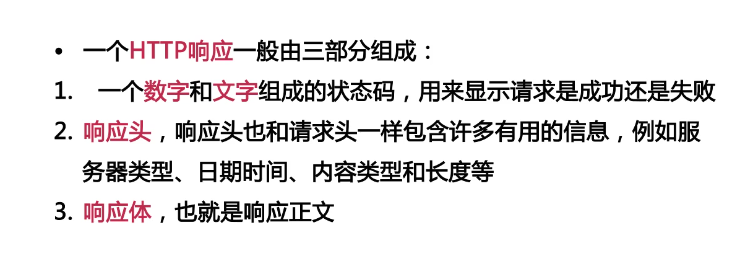 • 一个HTTP响应一般由三部分组成：
1. 一个数字和文字组成的状态码，用来显示请求是成功还是失败
2. 响应头，响应头也和请求头一样包含许多有用的信息，例如服
务器类型、日期时间、内容类型和长度等
3. 响应体，也就是响应正文